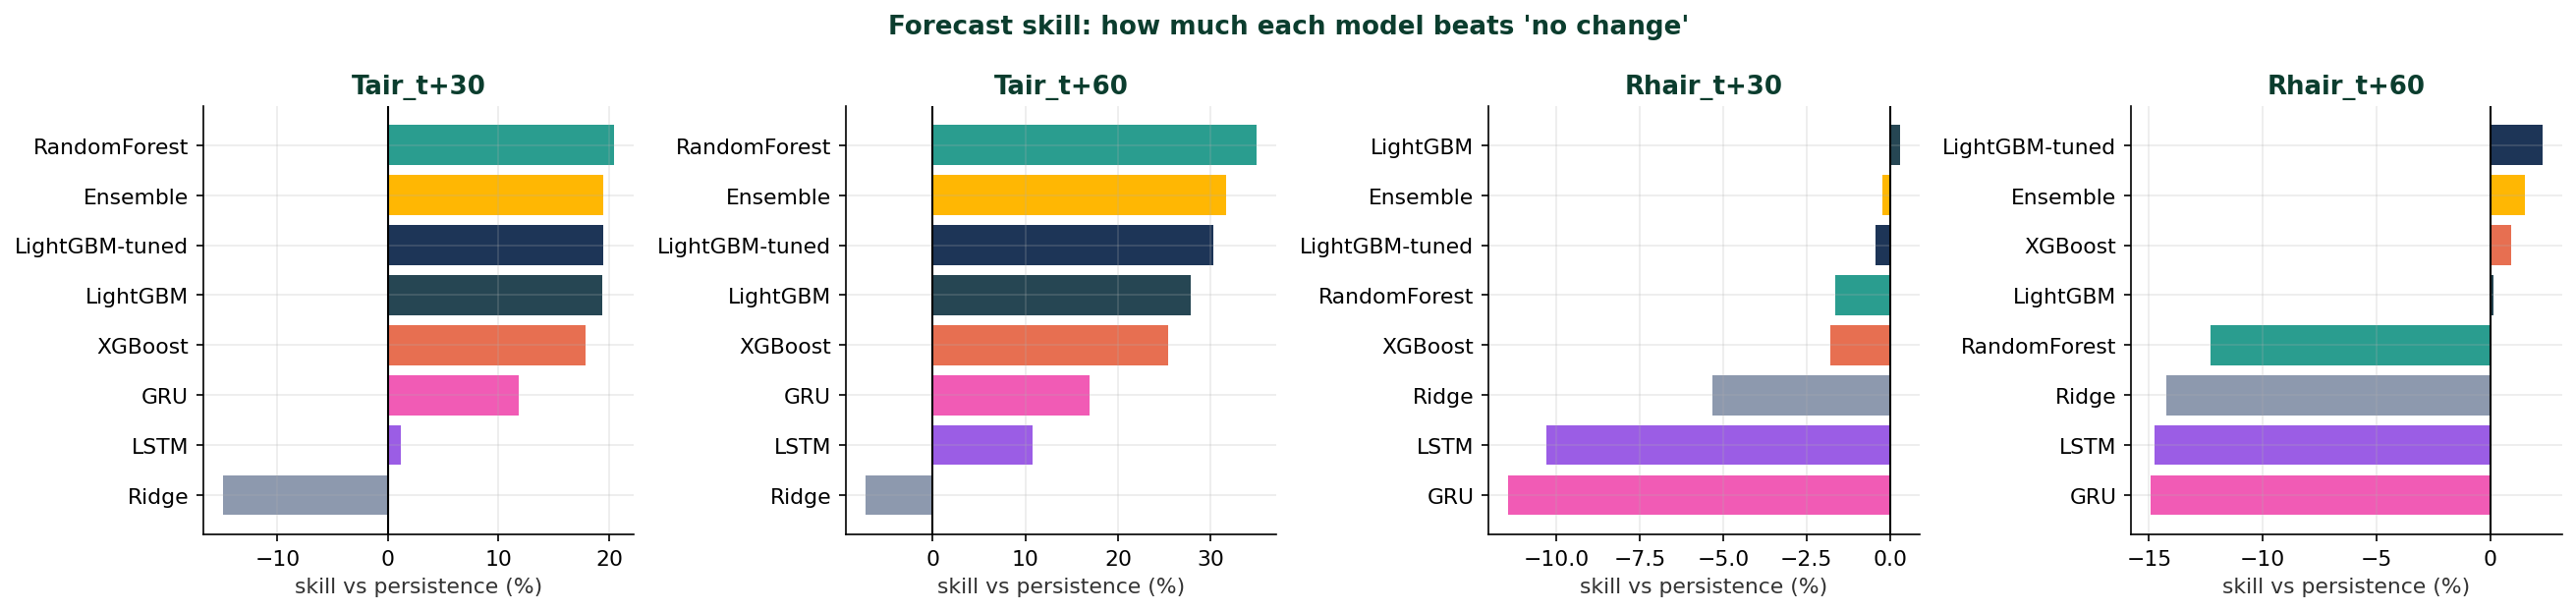 Forecast skill: how much each model beats 'no change'
Tair_t+30
RandomForest
Ensemble
LightGBM-tuned
LightGBM
XGBoost
GRU
LSTM
Ridge
−10 0 10 20
skill vs persistence (%)
Tair_t+60
RandomForest
Ensemble
LightGBM-tuned
LightGBM
XGBoost
GRU
LSTM
Ridge
0 10 20 30
skill vs persistence (%)
Rhair_t+30
LightGBM
Ensemble
LightGBM-tuned
RandomForest
XGBoost
Ridge
LSTM
GRU
−10.0 −7.5 −5.0 −2.5 0.0
skill vs persistence (%)
Rhair_t+60
LightGBM-tuned
Ensemble
XGBoost
LightGBM
RandomForest
Ridge
LSTM
GRU
−15 −10 −5 0
skill vs persistence (%)